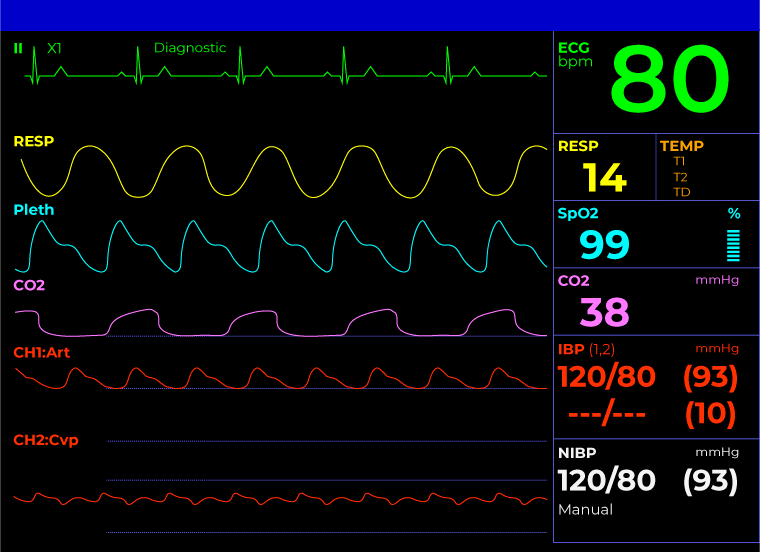 II X1 Diagnostic
RESP
Pleth
CO2
CH1:Art
CH2:Cvp
ECG
bpm
80
RESP
14
TEMP
T1
T2
TD
SpO2 %
99
CO2 mmHg
38
IBP (1,2) mmHg
120/80 (93)
---/--- (10)
NIBP mmHg
120/80 (93)
Manual